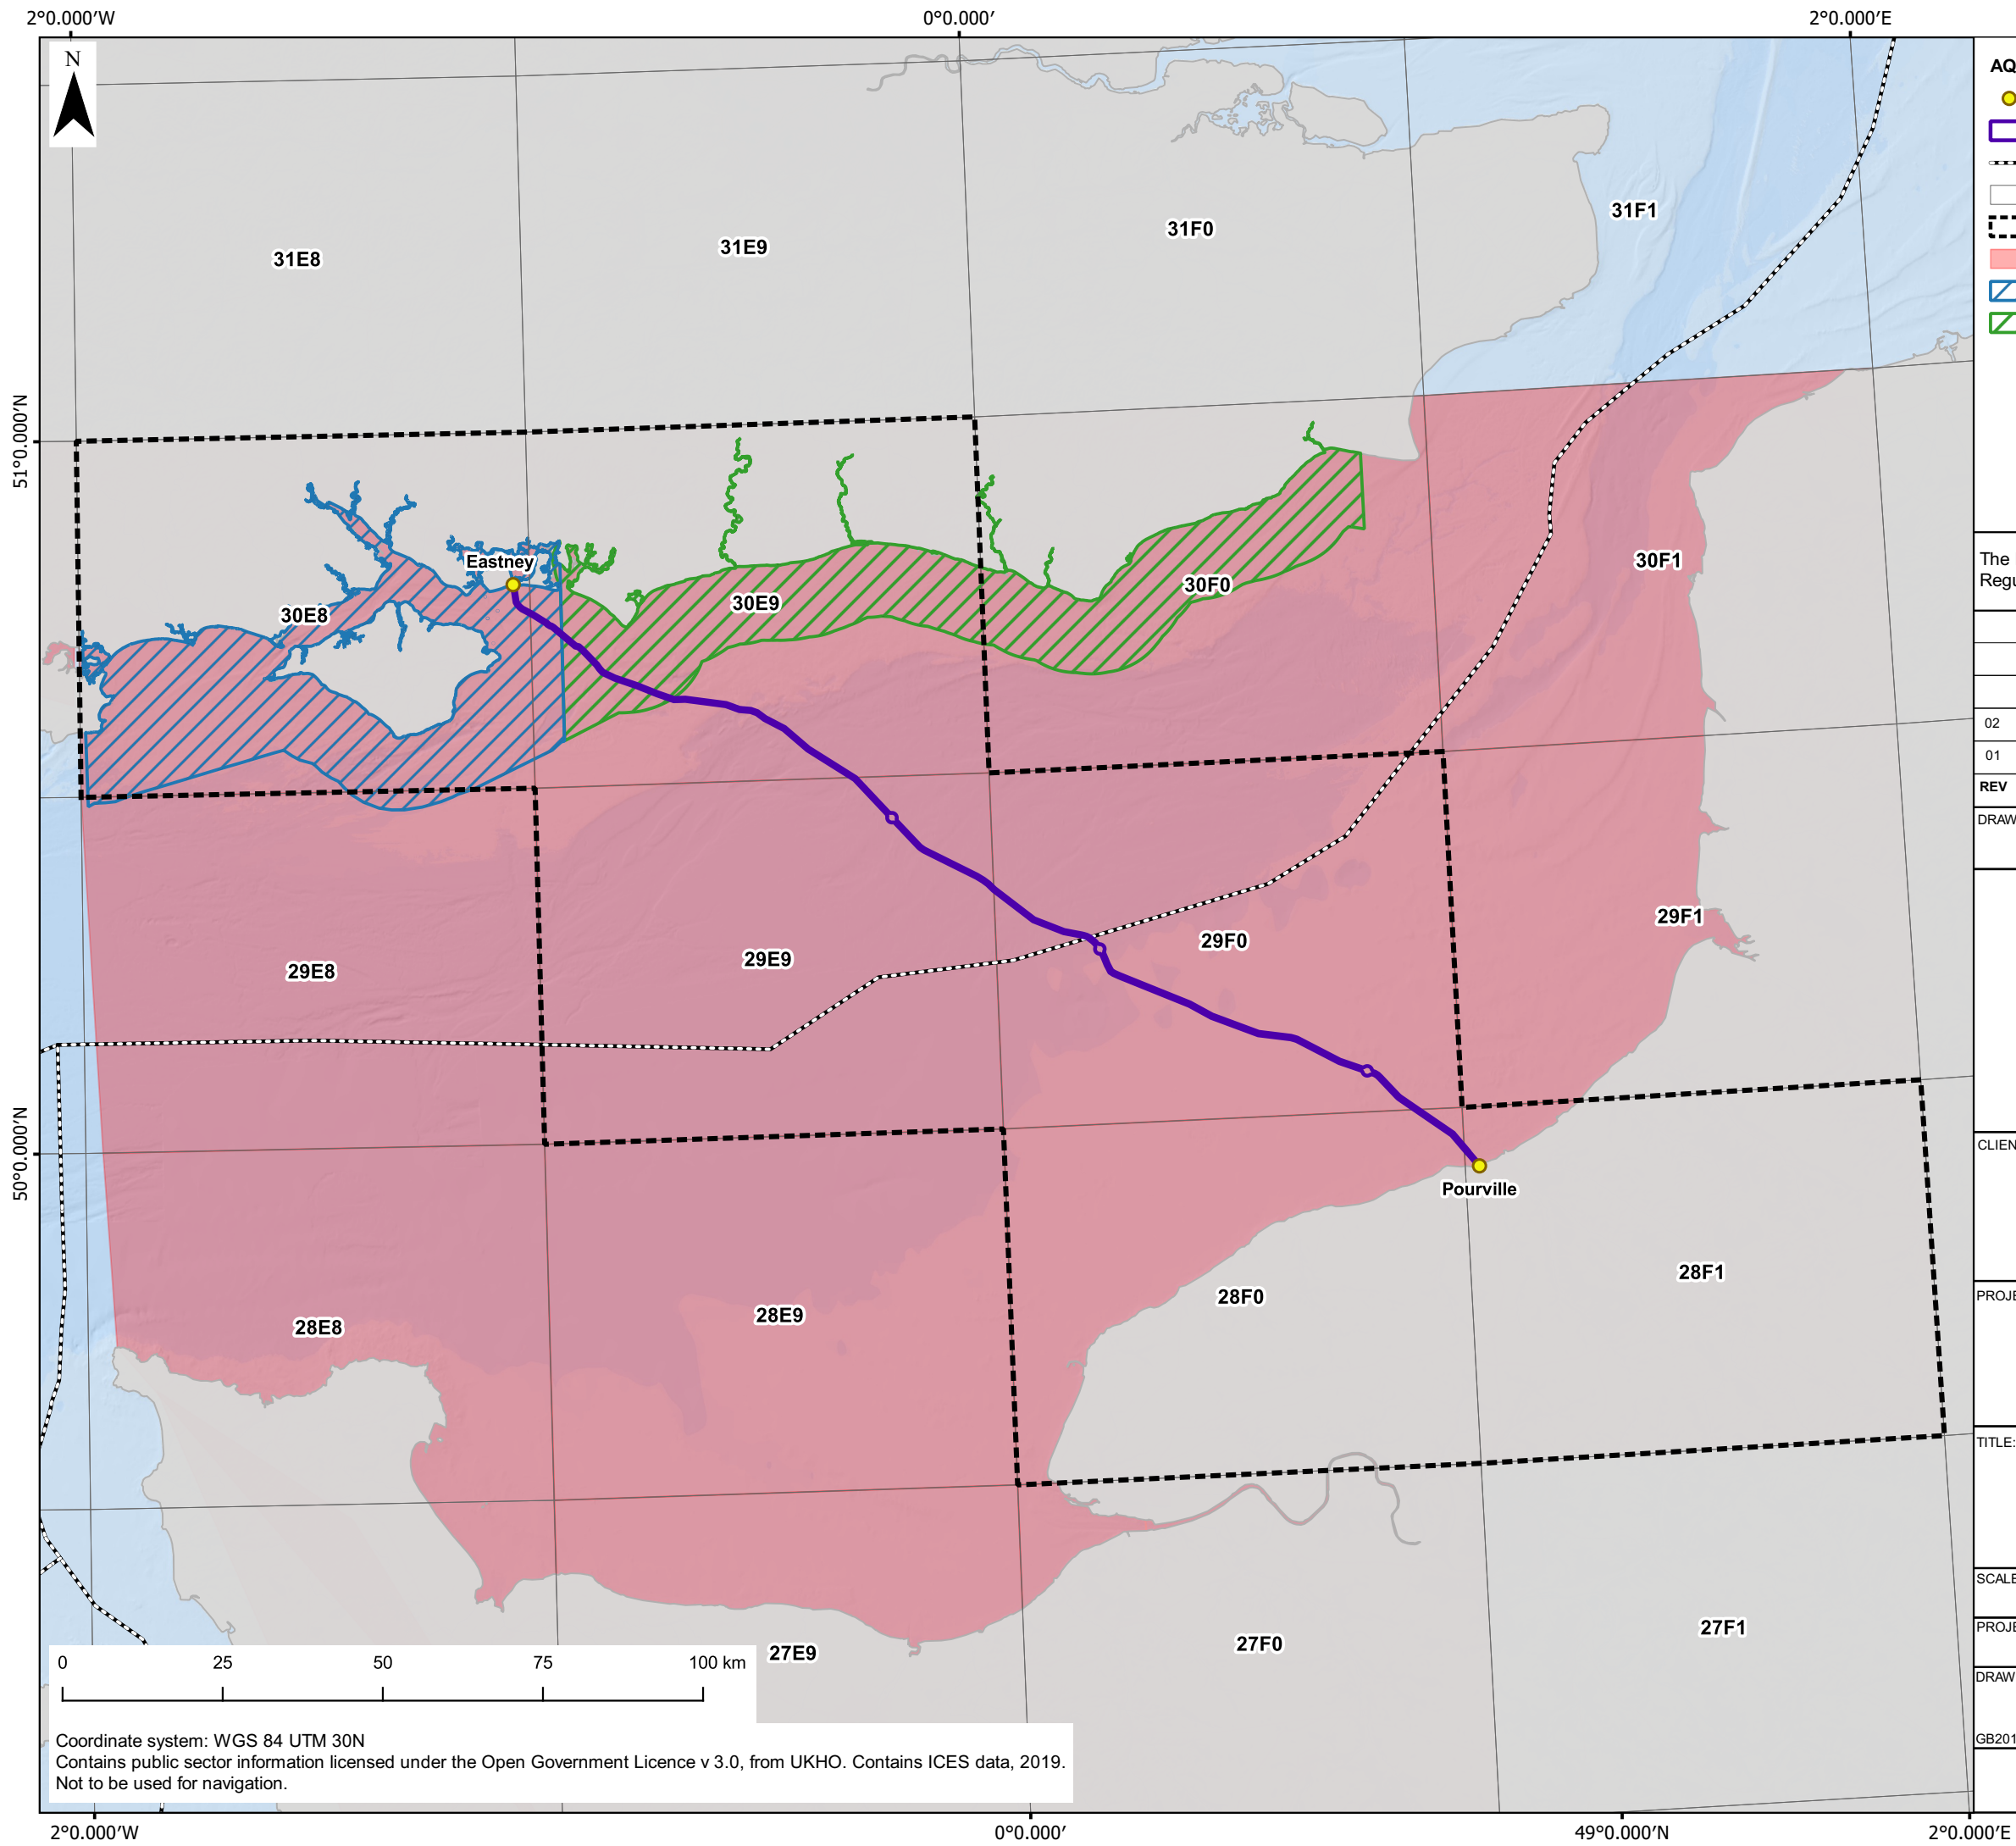 2°0.000′W
0°0.000′
2°0.000′E
N
AQ
31F1
31F0
31E9
31E8
51°0.000′N
Eastney
The
Regu
30F1
30F0
30E9
30E8
02
01
REV
DRAW
29F1
29F0
29E9
29E8
50°0.000′N
CLIEN
Pourville
28F1
28F0
28E9
28E8
PROJE
TITLE:
SCALE
27F1
27F0
27E9
PROJE
DRAW
GB201
0 25 50 75 100 km
Coordinate system: WGS 84 UTM 30N
Contains public sector information licensed under the Open Government Licence v 3.0, from UKHO. Contains ICES data, 2019.
Not to be used for navigation.
2°0.000′W
0°0.000′
49°0.000′N
2°0.000′E